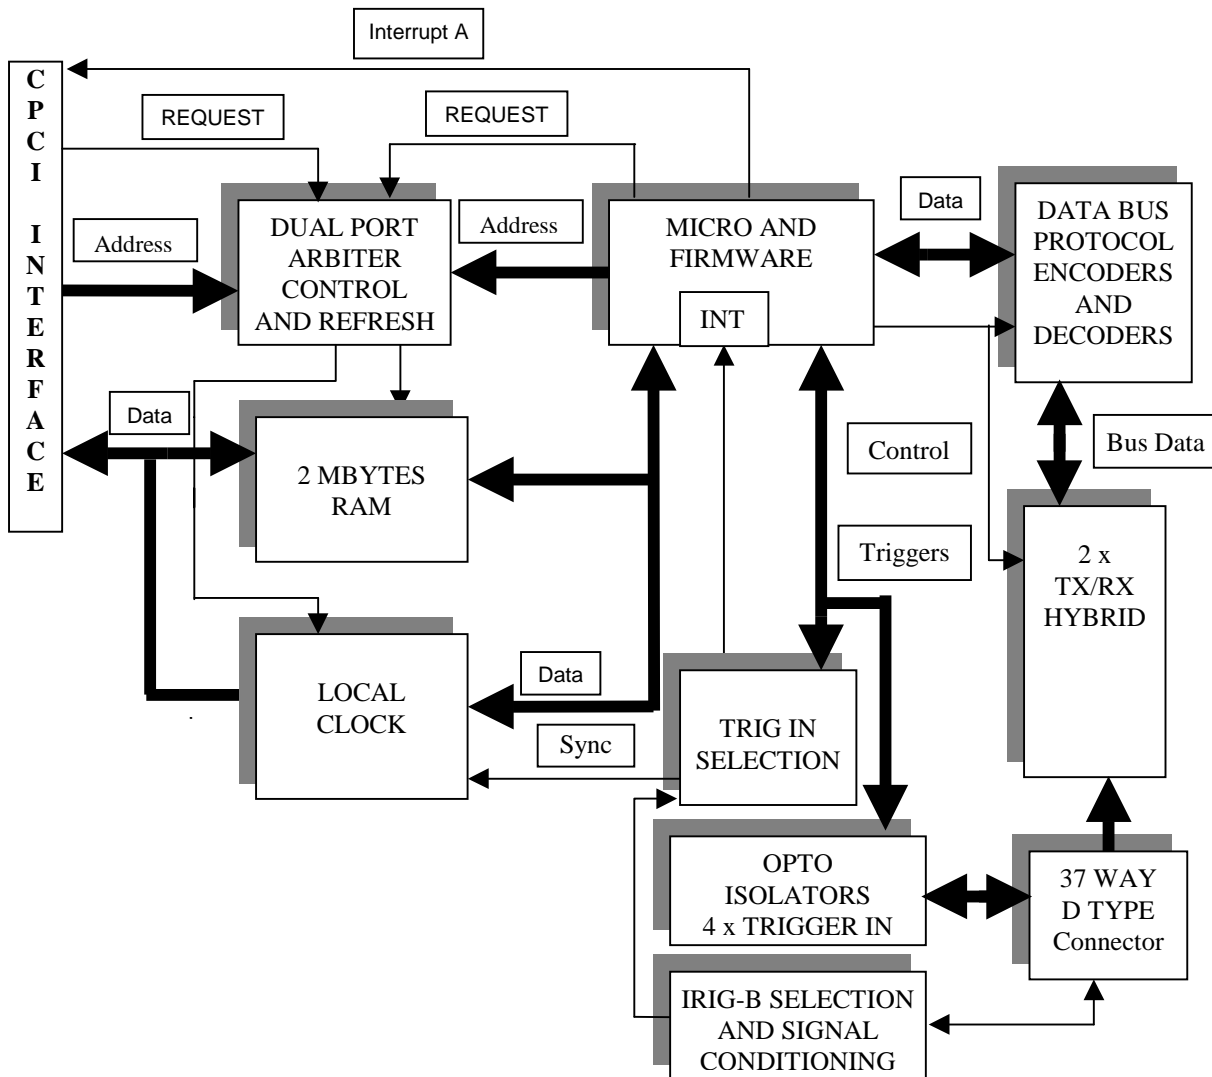 Interrupt A
CPCI INTERFACE
REQUEST
REQUEST
Address
DUAL PORT
ARBITER
CONTROL
AND REFRESH
Address
MICRO AND
FIRMWARE
INT
Data
DATA BUS
PROTOCOL
ENCODERS
AND
DECODERS
Data
2 MBYTES
RAM
Control
Bus Data
Triggers
2 x
TX/RX
HYBRID
LOCAL
CLOCK
Data
Sync
TRIG IN
SELECTION
OPTO
ISOLATORS
4 x TRIGGER IN
37 WAY
D TYPE
Connector
IRIG-B SELECTION
AND SIGNAL
CONDITIONING